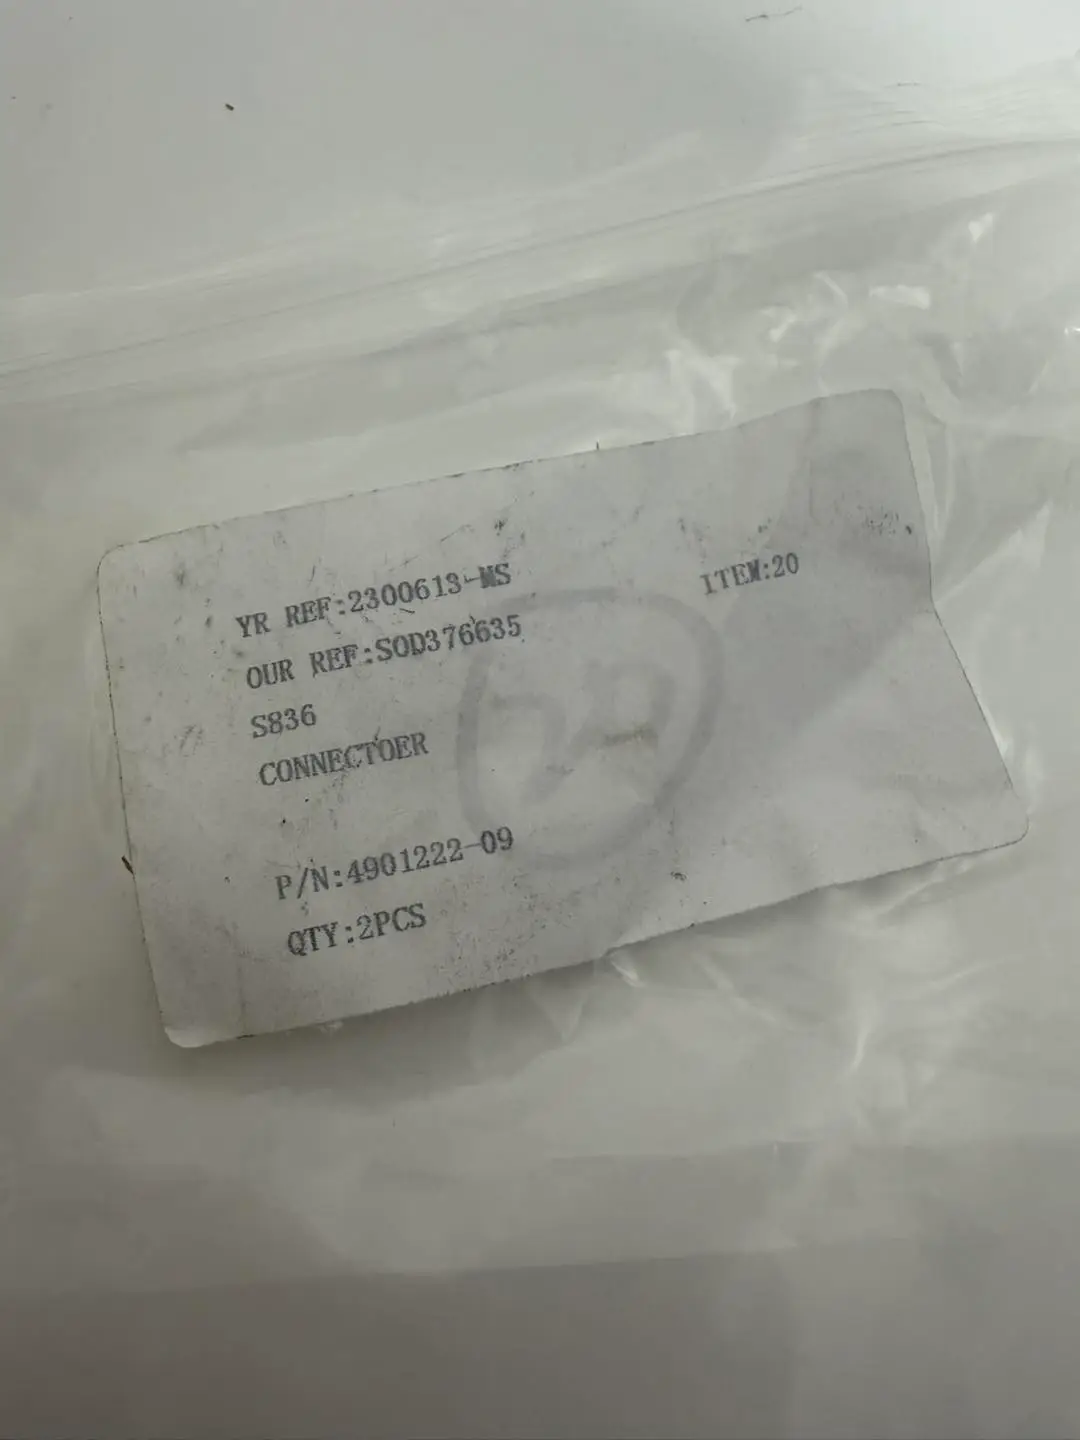 YR REF:2300613-MS ITEM:20
OUR REF:SOD376635
S836
CONNECTOER
P/N:4901222-09
QTY:2PCS